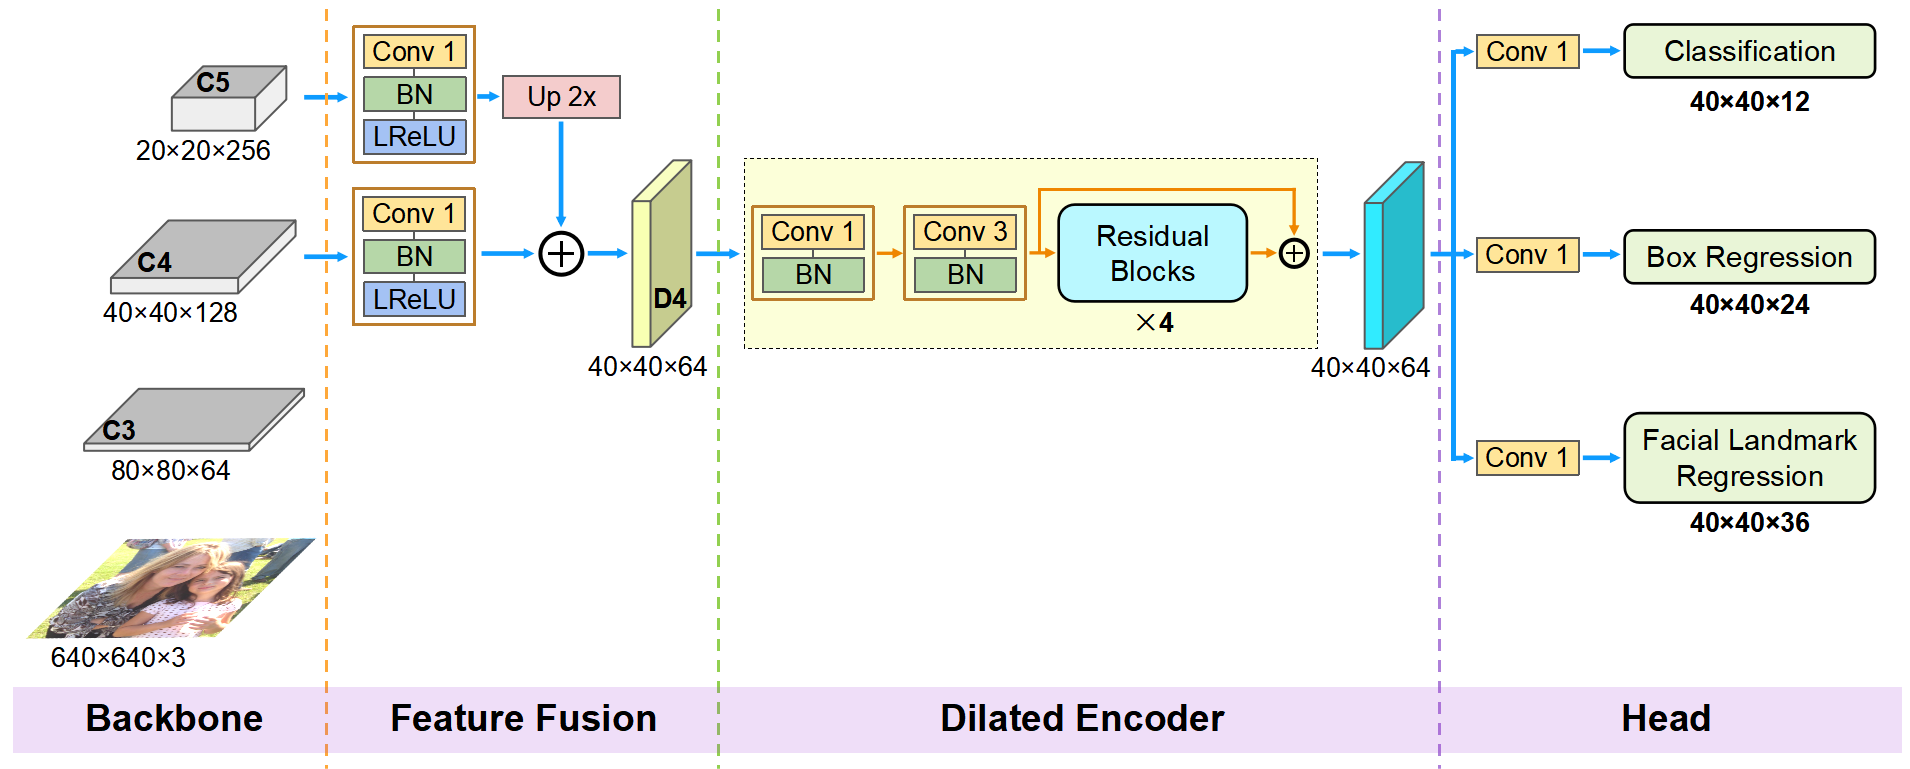 C5
20×20×256
C4
40×40×128
C3
80×80×64
640×640×3
Conv 1
BN
LReLU
Up 2x
Conv 1
BN
LReLU
D4
40×40×64
Conv 1
BN
Conv 3
BN
Residual
Blocks
×4
40×40×64
Conv 1
Classification
40×40×12
Conv 1
Box Regression
40×40×24
Conv 1
Facial Landmark
Regression
40×40×36
Backbone
Feature Fusion
Dilated Encoder
Head